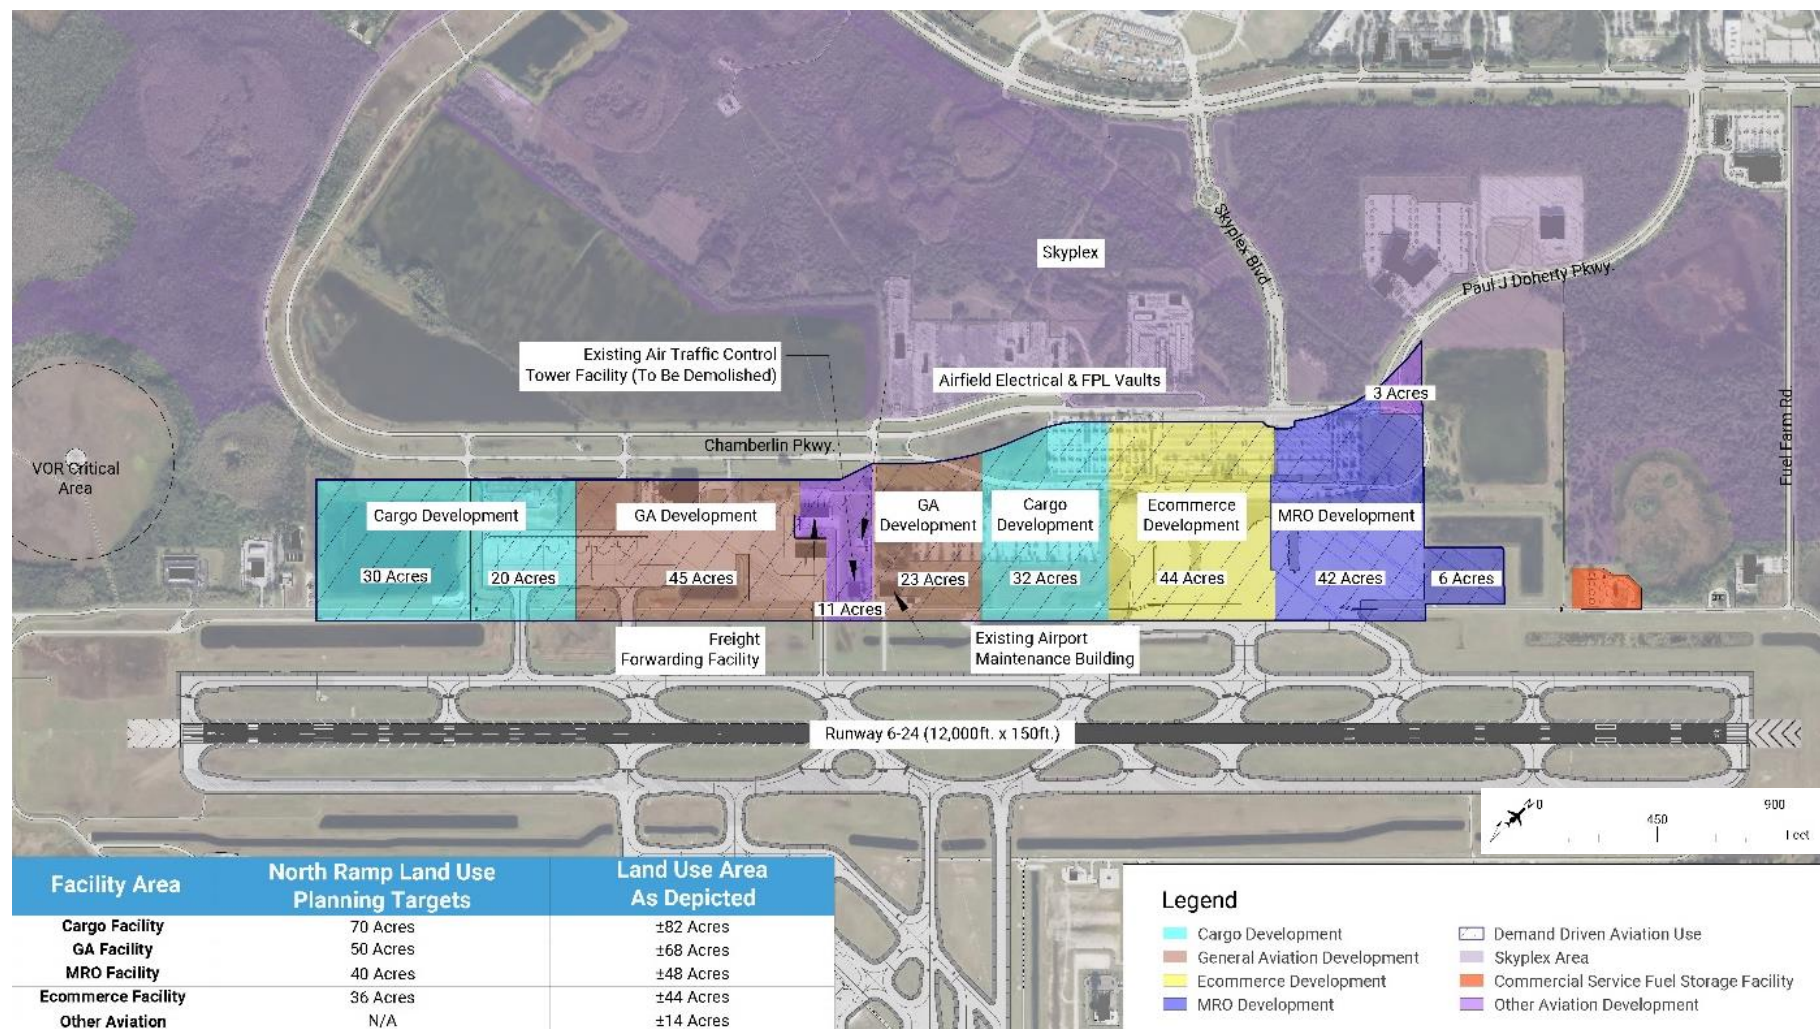 Skyplex
Skyplex Blvd.
Paul J Doherty Pkwy.
Existing Air Traffic Control
Tower Facility (To Be Demolished)
Airfield Electrical & FPL Vaults
3 Acres
Fuel Farm Rd.
Chamberlin Pkwy.
VOR Critical
Area
Cargo Development
GA Development
GA
Development
Cargo
Development
Ecommerce
Development
MRO Development
30 Acres
20 Acres
45 Acres
23 Acres
32 Acres
44 Acres
42 Acres
6 Acres
11 Acres
Freight
Forwarding Facility
Existing Airport
Maintenance Building
Runway 6-24 (12,000ft. x 150ft.)
0 450 900
Feet
Facility Area
North Ramp Land Use
Planning Targets
Land Use Area
As Depicted
Cargo Facility 70 Acres ±82 Acres
GA Facility 50 Acres ±68 Acres
MRO Facility 40 Acres ±48 Acres
Ecommerce Facility 36 Acres ±44 Acres
Other Aviation N/A ±14 Acres
Legend
Cargo Development
General Aviation Development
Ecommerce Development
MRO Development
Demand Driven Aviation Use
Skyplex Area
Commercial Service Fuel Storage Facility
Other Aviation Development